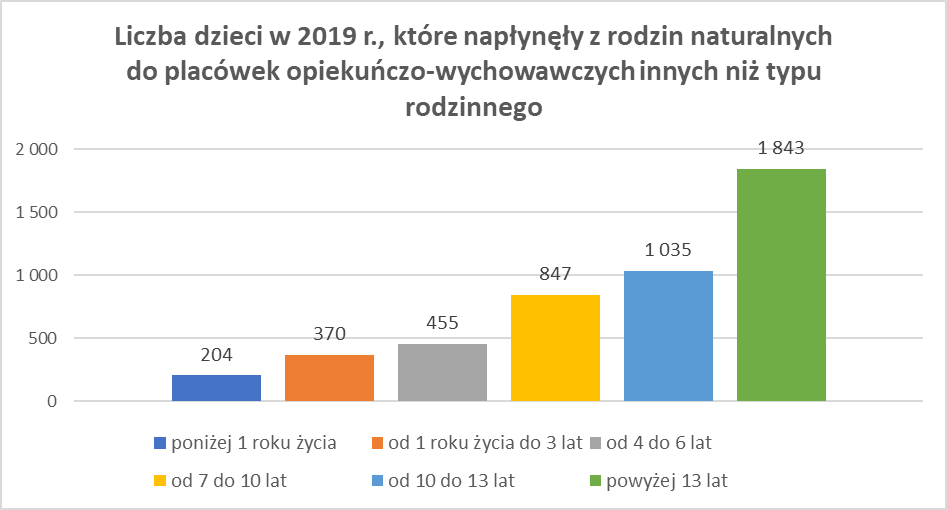 Liczba dzieci w 2019 r., które napłynęły z rodzin naturalnych
do placówek opiekuńczo-wychowawczych innych niż typu
rodzinnego
2 000
1 500
1 000
500
0
204
370
455
847
1 035
1 843
poniżej 1 roku życia
od 1 roku życia do 3 lat
od 4 do 6 lat
od 7 do 10 lat
od 10 do 13 lat
powyżej 13 lat